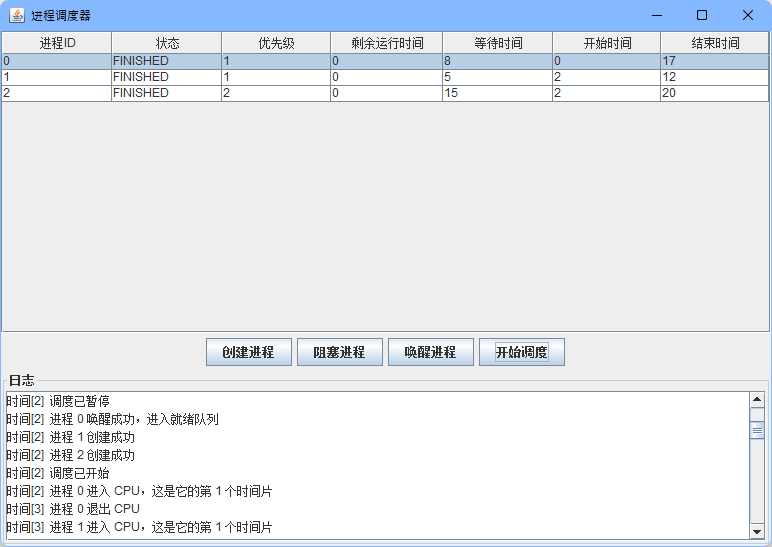 进程调度器
进程ID 状态 优先级 剩余运行时间 等待时间 开始时间 结束时间
0 FINISHED 1 0 8 0 17
1 FINISHED 1 0 5 2 12
2 FINISHED 2 0 15 2 20
创建进程 阻塞进程 唤醒进程 开始调度
日志
时间[2] 调度已暂停
时间[2] 进程 0 唤醒成功，进入就绪队列
时间[2] 进程 1 创建成功
时间[2] 进程 2 创建成功
时间[2] 调度已开始
时间[2] 进程 0 进入 CPU，这是它的第 1 个时间片
时间[3] 进程 0 退出 CPU
时间[3] 进程 1 进入 CPU，这是它的第 1 个时间片